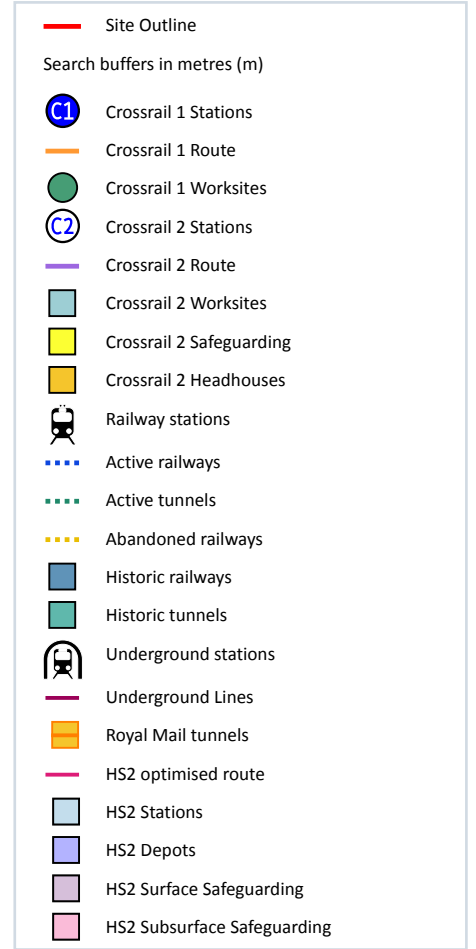 Site Outline
Search buffers in metres (m)
C1 Crossrail 1 Stations
Crossrail 1 Route
Crossrail 1 Worksites
C2 Crossrail 2 Stations
Crossrail 2 Route
Crossrail 2 Worksites
Crossrail 2 Safeguarding
Crossrail 2 Headhouses
Railway stations
Active railways
Active tunnels
Abandoned railways
Historic railways
Historic tunnels
Underground stations
Underground Lines
Royal Mail tunnels
HS2 optimised route
HS2 Stations
HS2 Depots
HS2 Surface Safeguarding
HS2 Subsurface Safeguarding